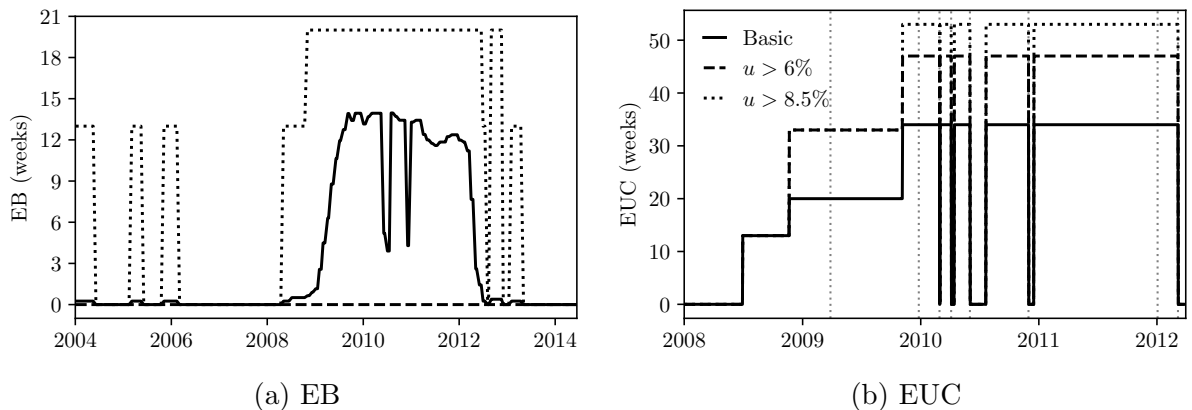 EB (weeks)
21
18
15
12
9
6
3
0
2004 2006 2008 2010 2012 2014
(a) EB
EUC (weeks)
50
40
30
20
10
0
Basic
u > 6%
u > 8.5%
2008 2009 2010 2011 2012
(b) EUC